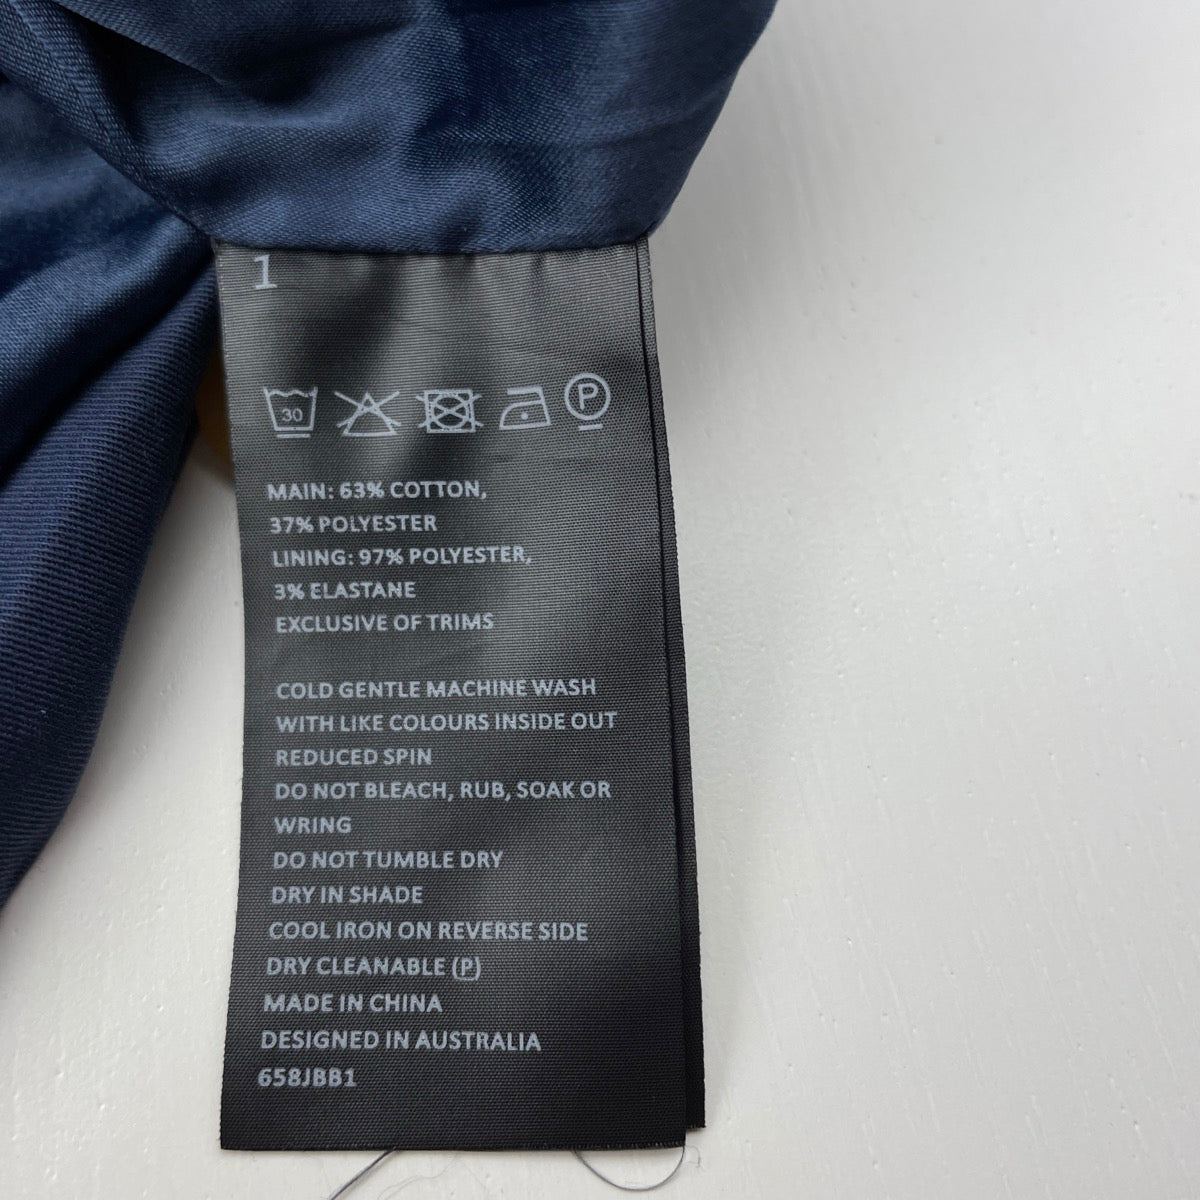 1
30 P
MAIN: 63% COTTON,
37% POLYESTER
LINING: 97% POLYESTER,
3% ELASTANE
EXCLUSIVE OF TRIMS
COLD GENTLE MACHINE WASH
WITH LIKE COLOURS INSIDE OUT
REDUCED SPIN
DO NOT BLEACH, RUB, SOAK OR
WRING
DO NOT TUMBLE DRY
DRY IN SHADE
COOL IRON ON REVERSE SIDE
DRY CLEANABLE (P)
MADE IN CHINA
DESIGNED IN AUSTRALIA
658JBB1